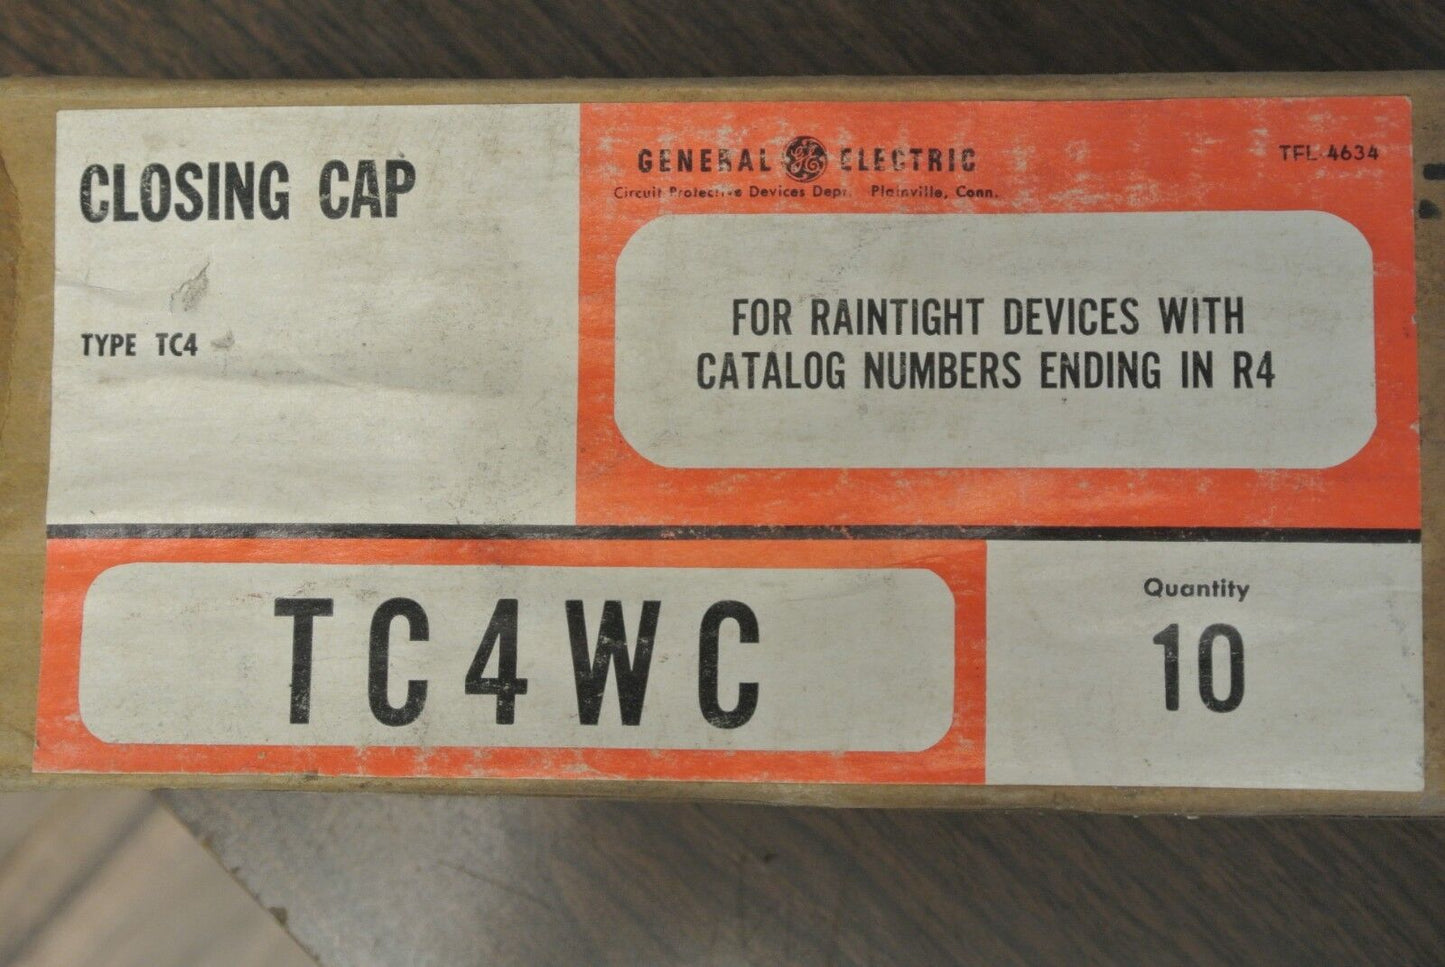 CLOSING CAP
TYPE TC4
GENERAL GE ELECTRIC
Circuit Protective Devices Dept. Plainville, Conn.
TFL-4634
FOR RAINTIGHT DEVICES WITH
CATALOG NUMBERS ENDING IN R4
TC4WC
Quantity
10